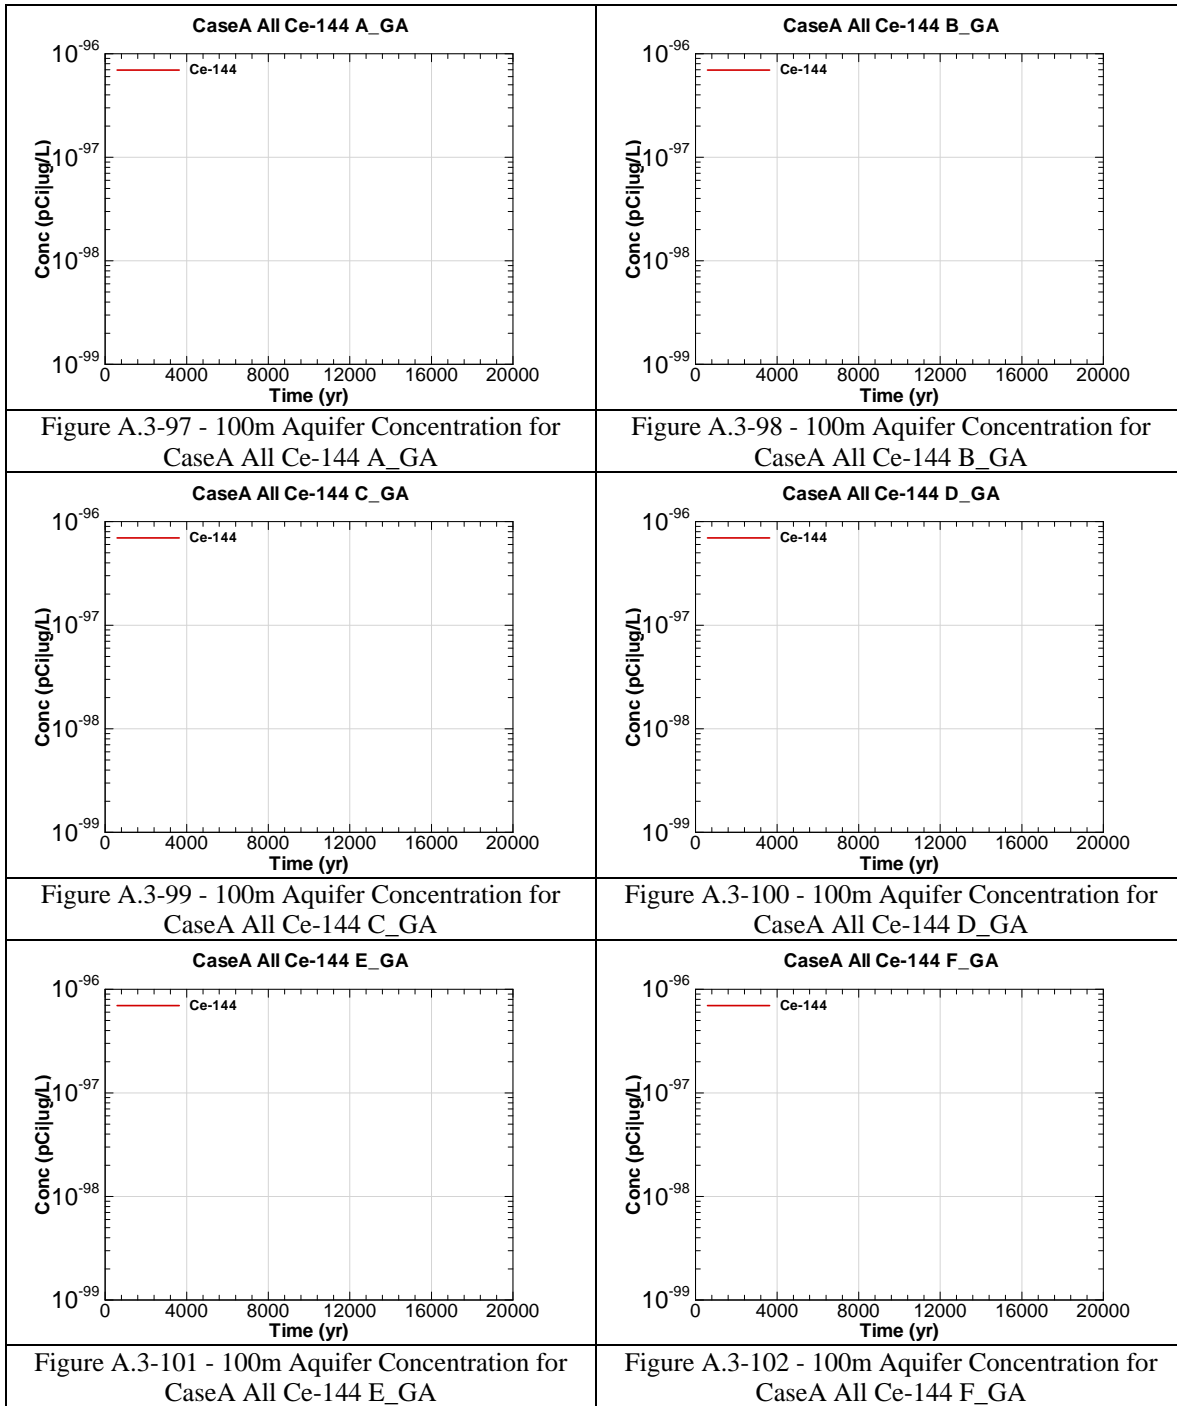 CaseA All Ce-144 A_GA
10^-96
Ce-144
10^-97
10^-98
10^-99
Conc (pCi|ug/L)
0 4000 8000 12000 16000 20000
Time (yr)
Figure A.3-97 - 100m Aquifer Concentration for
CaseA All Ce-144 A_GA
CaseA All Ce-144 B_GA
10^-96
Ce-144
10^-97
10^-98
10^-99
Conc (pCi|ug/L)
0 4000 8000 12000 16000 20000
Time (yr)
Figure A.3-98 - 100m Aquifer Concentration for
CaseA All Ce-144 B_GA
CaseA All Ce-144 C_GA
10^-96
Ce-144
10^-97
10^-98
10^-99
Conc (pCi|ug/L)
0 4000 8000 12000 16000 20000
Time (yr)
Figure A.3-99 - 100m Aquifer Concentration for
CaseA All Ce-144 C_GA
CaseA All Ce-144 D_GA
10^-96
Ce-144
10^-97
10^-98
10^-99
Conc (pCi|ug/L)
0 4000 8000 12000 16000 20000
Time (yr)
Figure A.3-100 - 100m Aquifer Concentration for
CaseA All Ce-144 D_GA
CaseA All Ce-144 E_GA
10^-96
Ce-144
10^-97
10^-98
10^-99
Conc (pCi|ug/L)
0 4000 8000 12000 16000 20000
Time (yr)
Figure A.3-101 - 100m Aquifer Concentration for
CaseA All Ce-144 E_GA
CaseA All Ce-144 F_GA
10^-96
Ce-144
10^-97
10^-98
10^-99
Conc (pCi|ug/L)
0 4000 8000 12000 16000 20000
Time (yr)
Figure A.3-102 - 100m Aquifer Concentration for
CaseA All Ce-144 F_GA